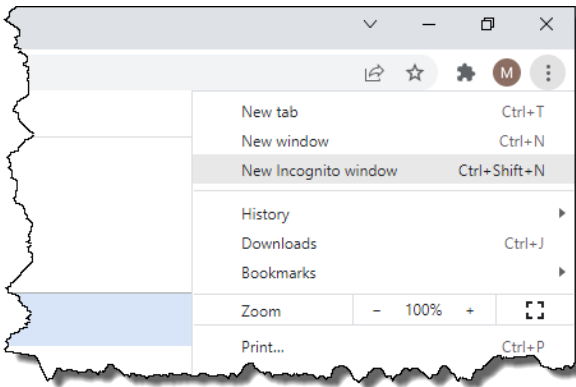 M
New tab Ctrl+T
New window Ctrl+N
New Incognito window Ctrl+Shift+N
History
Downloads Ctrl+J
Bookmarks
Zoom - 100% +
Print... Ctrl+P